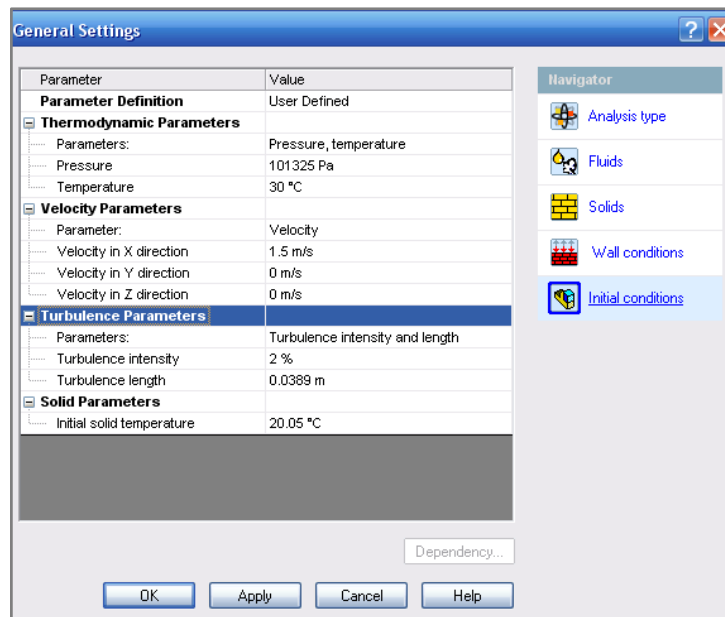 General Settings
Parameter Value
Parameter Definition User Defined
Thermodynamic Parameters
Parameters: Pressure, temperature
Pressure 101325 Pa
Temperature 30 °C
Velocity Parameters
Parameter: Velocity
Velocity in X direction 1.5 m/s
Velocity in Y direction 0 m/s
Velocity in Z direction 0 m/s
Turbulence Parameters
Parameters: Turbulence intensity and length
Turbulence intensity 2 %
Turbulence length 0.0389 m
Solid Parameters
Initial solid temperature 20.05 °C
Navigator
Analysis type
Fluids
Solids
Wall conditions
Initial conditions
Dependency...
OK Apply Cancel Help